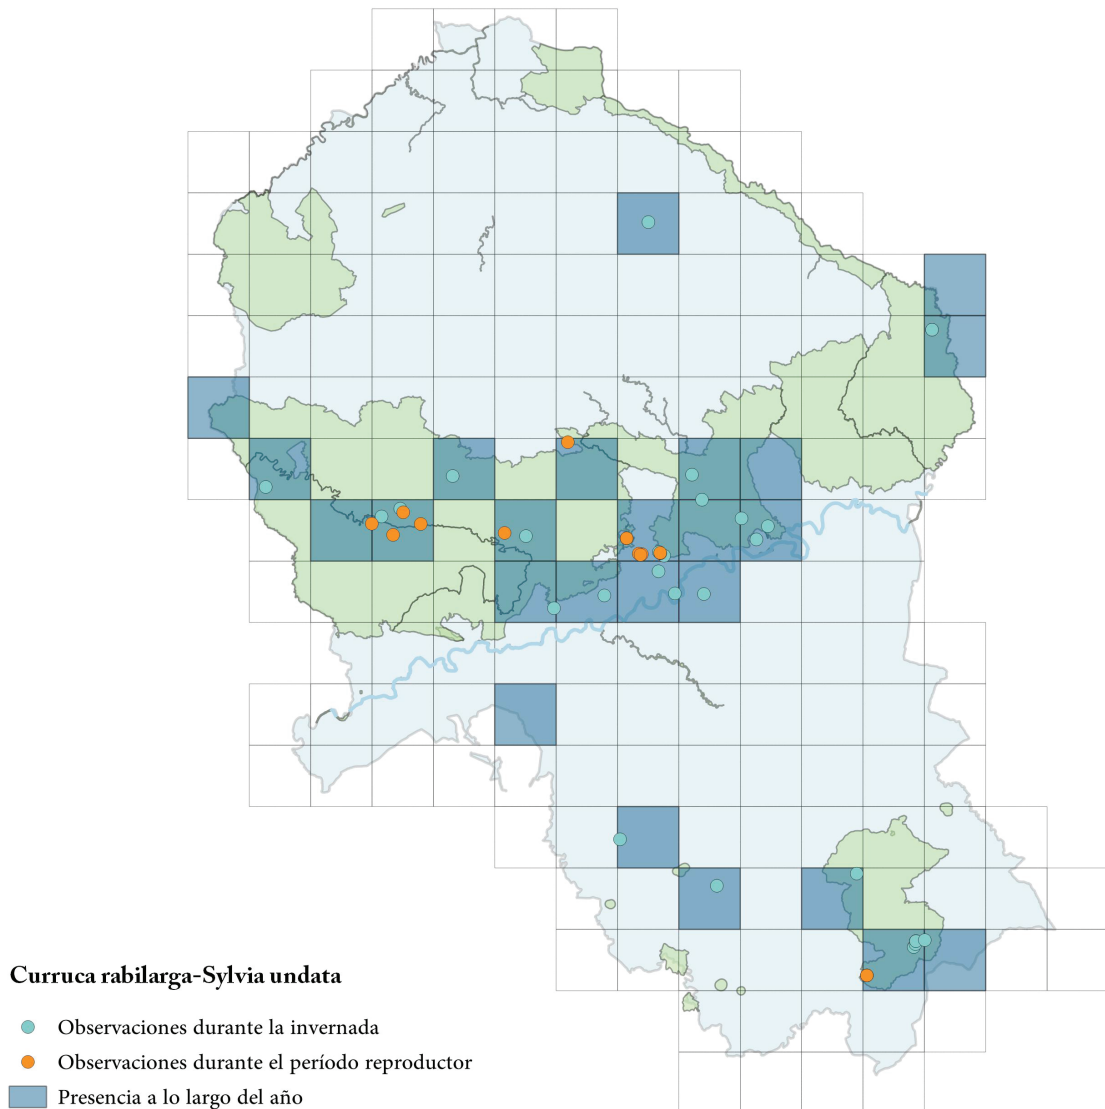 Curruca rabilarga-Sylvia undata
Observaciones durante la invernada
Observaciones durante el período reproductor
Presencia a lo largo del año